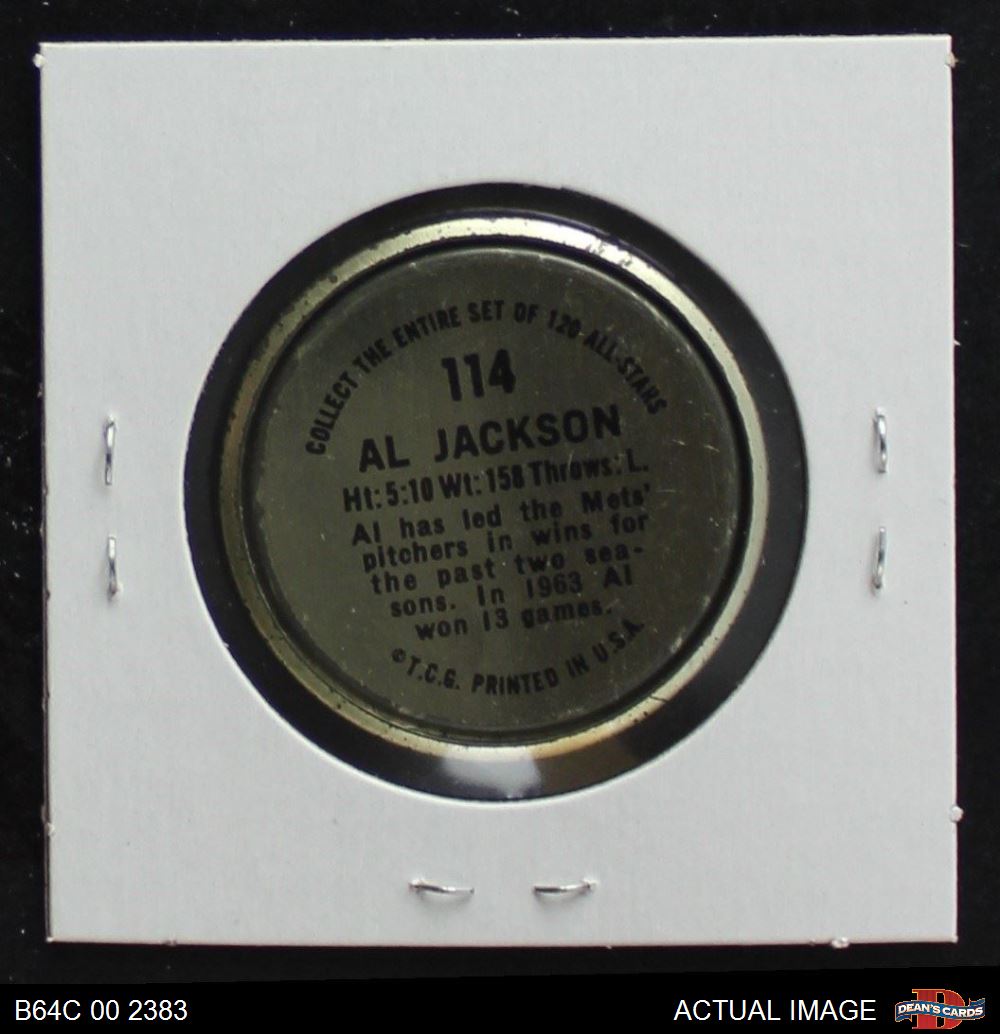 COLLECT THE ENTIRE SET OF 120 ALL-STARS
114
AL JACKSON
Ht: 5:10 Wt: 158 Throws: L.
Al has led the Mets'
pitchers in wins for
the past two sea-
sons. In 1963 Al
won 13 games.
©T.C.G. PRINTED IN U.S.A.
B64C 00 2383
ACTUAL IMAGE
DEAN'S CARDS